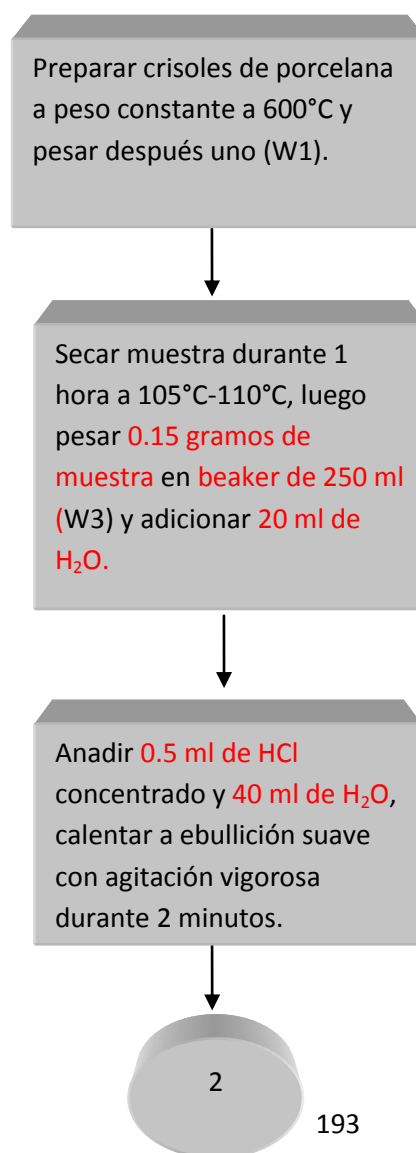 Preparar crisoles de porcelana
a peso constante a 600°C y
pesar después uno (W1).
Secar muestra durante 1
hora a 105°C-110°C, luego
pesar 0.15 gramos de
muestra en beaker de 250 ml
(W3) y adicionar 20 ml de
H₂O.
Anadir 0.5 ml de HCl
concentrado y 40 ml de H₂O,
calentar a ebullición suave
con agitación vigorosa
durante 2 minutos.
2
193